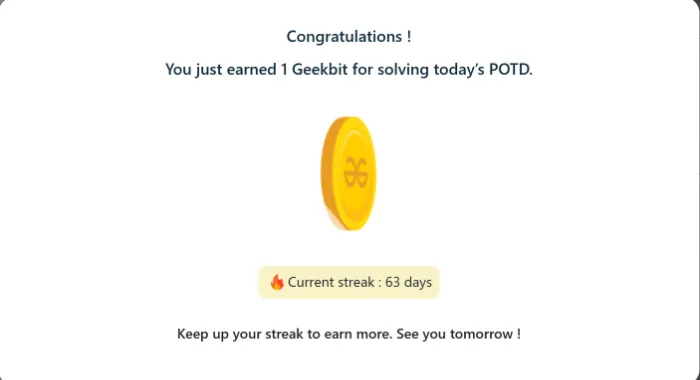 Congratulations !
You just earned 1 Geekbit for solving today's POTD.
🔥 Current streak : 63 days
Keep up your streak to earn more. See you tomorrow !